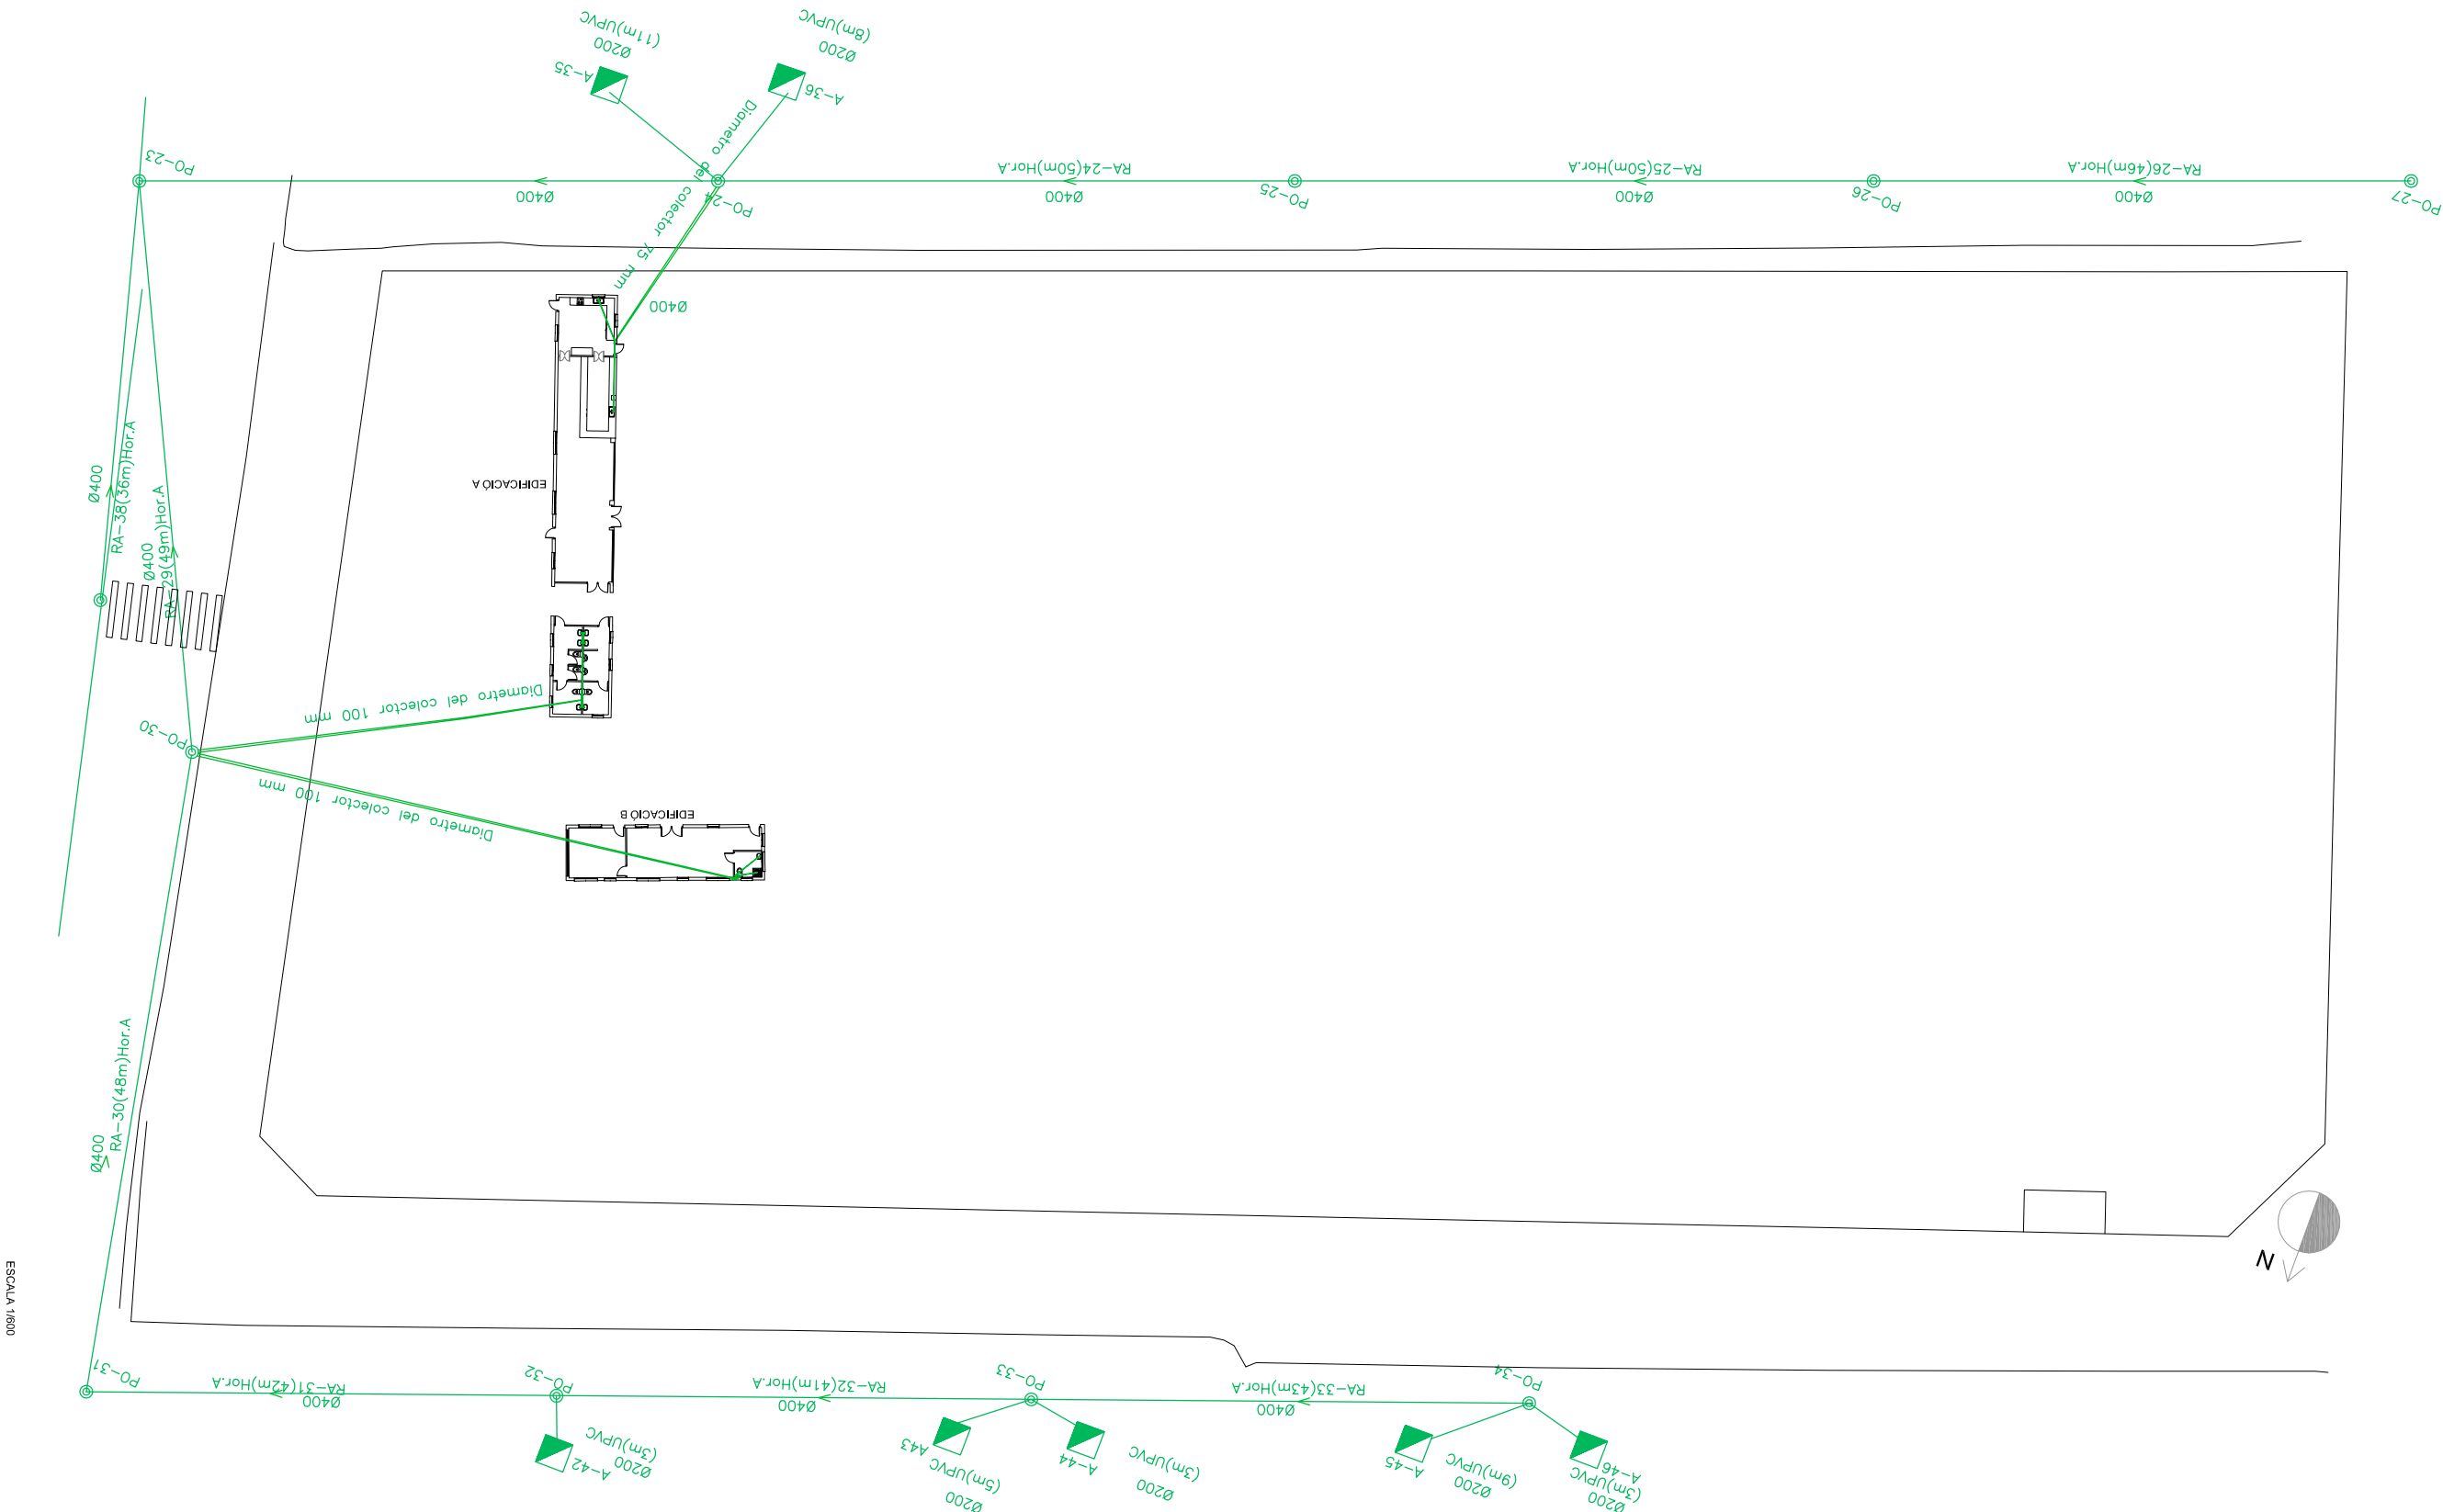 (11m)UPVC
Ø200
A-35
(8m)UPVC
Ø200
A-36
PO-23
Ø400
PO-24
RA-24(50m)Hor.A
Ø400
PO-25
RA-25(50m)Hor.A
Ø400
PO-26
RA-26(46m)Hor.A
Ø400
PO-27
Diametro del colector 75 mm
Ø400
Ø400
RA-38(36m)Hor.A
Ø400
RA-29(49m)Hor.A
EDIFICACIÓ A
Diametro del colector 100 mm
PO-30
Diametro del colector 100 mm
EDIFICACIÓ B
Ø400
RA-30(48m)Hor.A
N
ESCALA 1/600
PO-31
RA-31(42m)Hor.A
Ø400
PO-32
RA-32(41m)Hor.A
Ø400
PO-33
RA-33(43m)Hor.A
Ø400
PO-34
A-42
(3m)UPVC
Ø200
A43
(5m)UPVC
Ø200
A-44
(3m)UPVC
Ø200
A-45
(9m)UPVC
Ø200
A-46
(3m)UPVC
Ø200